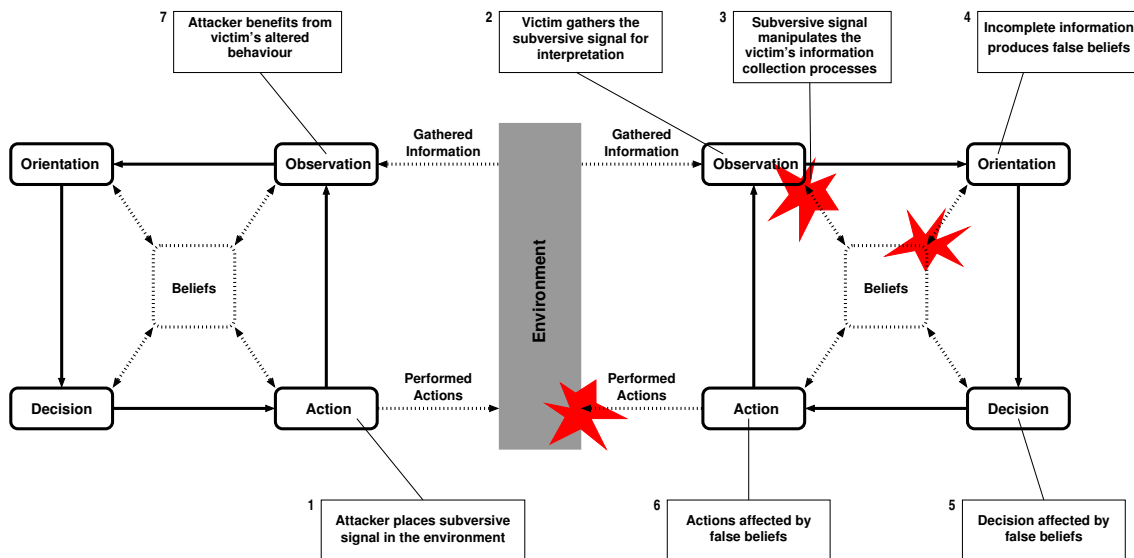 7
Attacker benefits from
victim's altered
behaviour
2
Victim gathers the
subversive signal for
interpretation
3
Subversive signal
manipulates the
victim's information
collection processes
4
Incomplete information
produces false beliefs
Orientation
Observation
Gathered
Information
Gathered
Information
Observation
Orientation
Beliefs
Environment
Beliefs
Decision
Action
Performed
Actions
Performed
Actions
Action
Decision
1
Attacker places subversive
signal in the environment
6
Actions affected by
false beliefs
5
Decision affected by
false beliefs